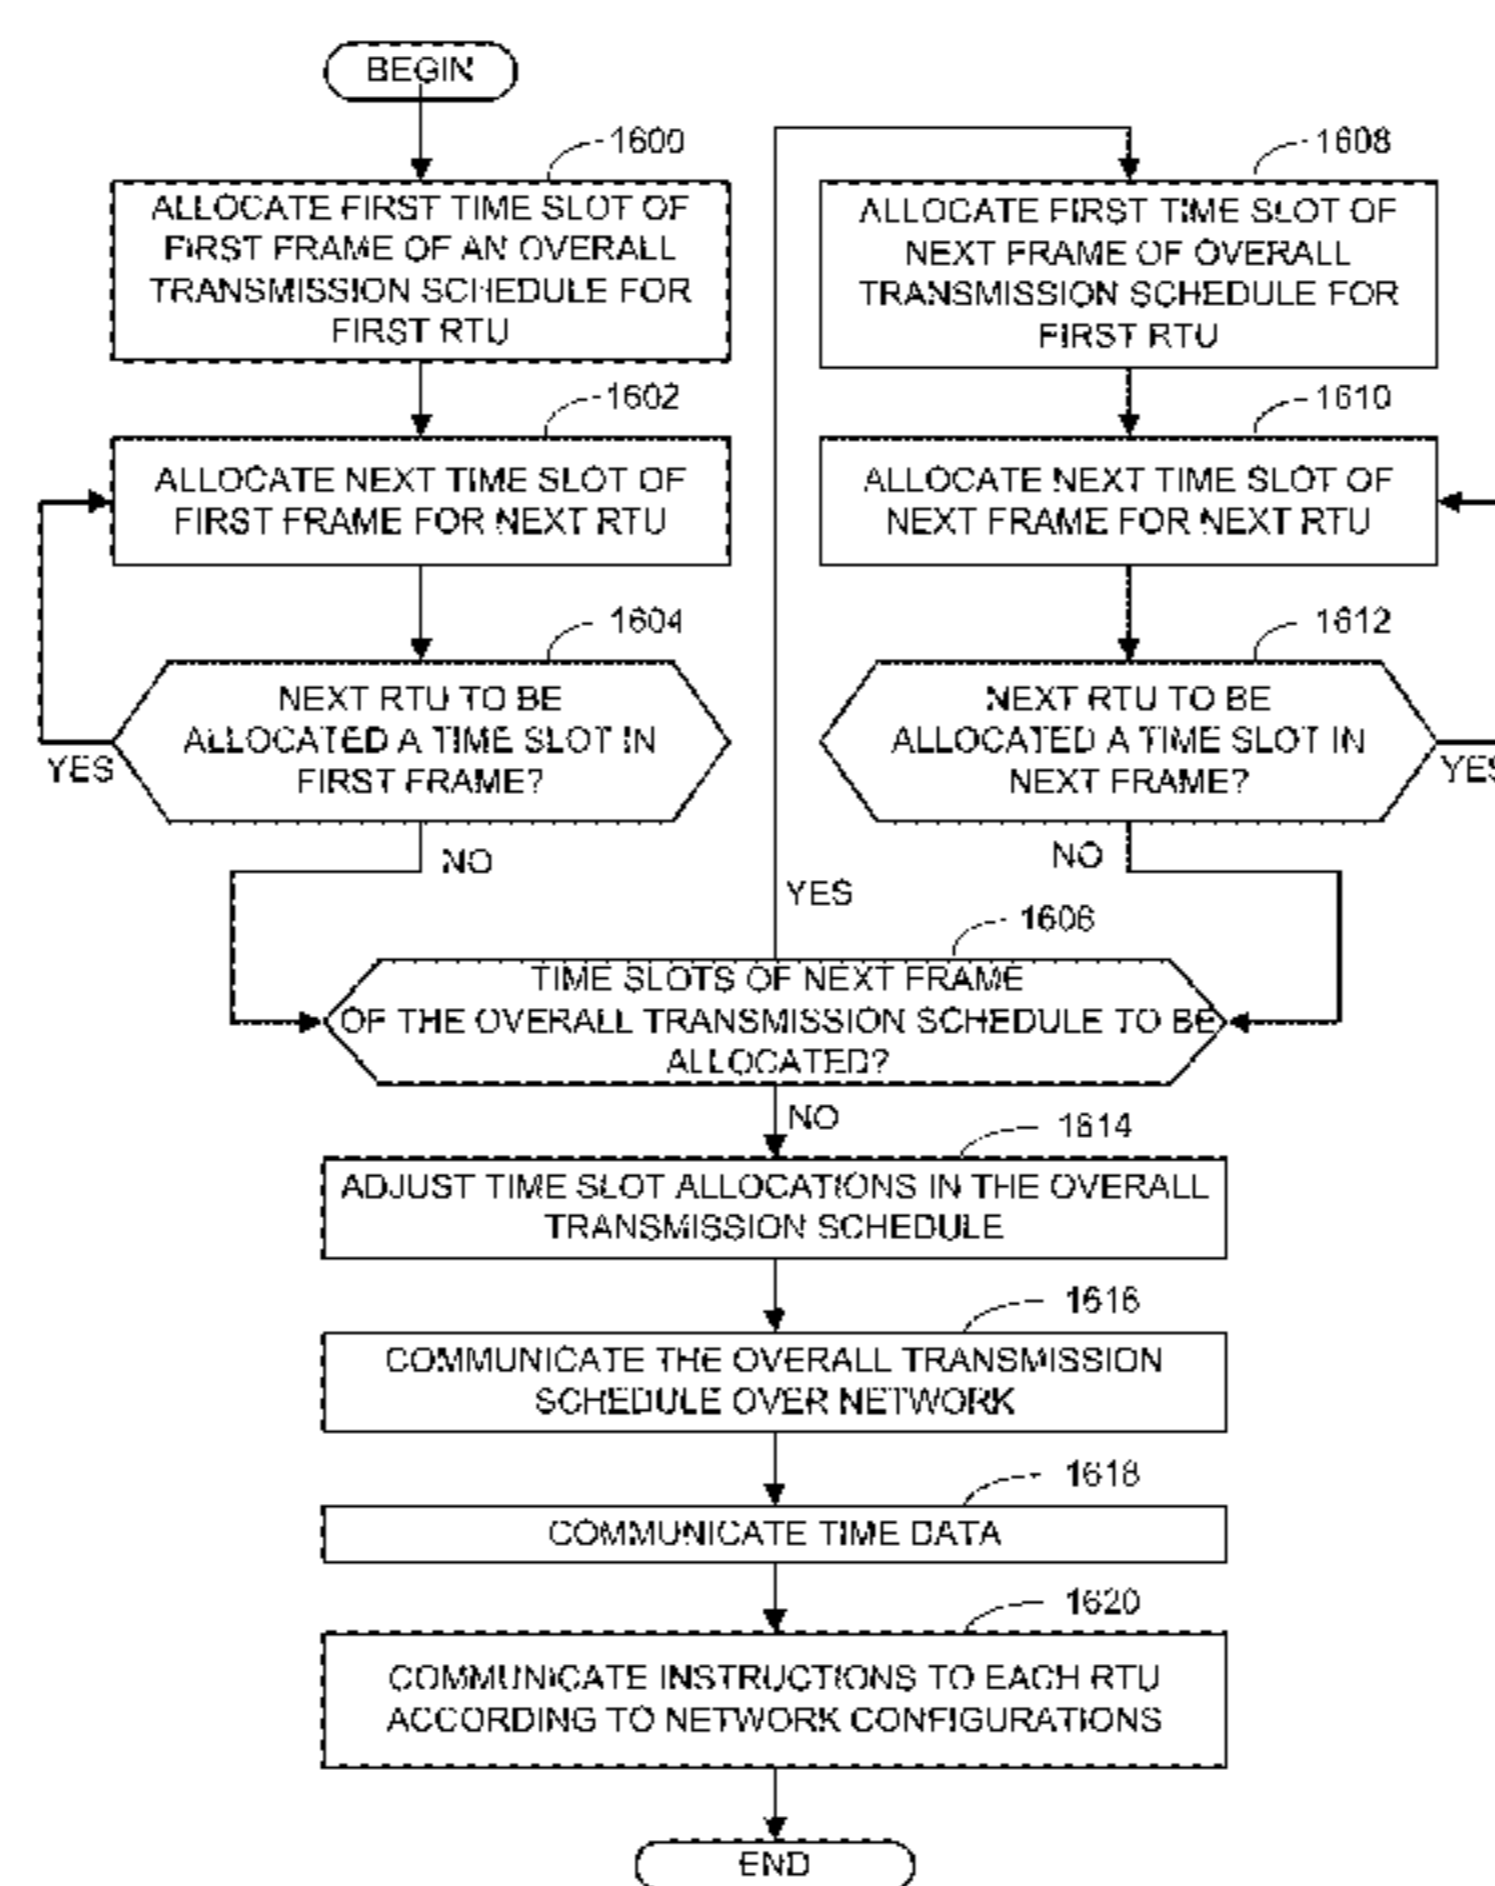 BEGIN
1600
ALLOCATE FIRST TIME SLOT OF
FIRST FRAME OF AN OVERALL
TRANSMISSION SCHEDULE FOR
FIRST RTU
1602
ALLOCATE NEXT TIME SLOT OF
FIRST FRAME FOR NEXT RTU
1604
NEXT RTU TO BE
ALLOCATED A TIME SLOT IN
FIRST FRAME?
YES
NO
1608
ALLOCATE FIRST TIME SLOT OF
NEXT FRAME OF OVERALL
TRANSMISSION SCHEDULE FOR
FIRST RTU
1610
ALLOCATE NEXT TIME SLOT OF
NEXT FRAME FOR NEXT RTU
1612
NEXT RTU TO BE
ALLOCATED A TIME SLOT IN
NEXT FRAME?
YES
NO
YES
1606
TIME SLOTS OF NEXT FRAME
OF THE OVERALL TRANSMISSION SCHEDULE TO BE
ALLOCATED?
NO
1614
ADJUST TIME SLOT ALLOCATIONS IN THE OVERALL
TRANSMISSION SCHEDULE
1616
COMMUNICATE THE OVERALL TRANSMISSION
SCHEDULE OVER NETWORK
1618
COMMUNICATE TIME DATA
1620
COMMUNICATE INSTRUCTIONS TO EACH RTU
ACCORDING TO NETWORK CONFIGURATIONS
END